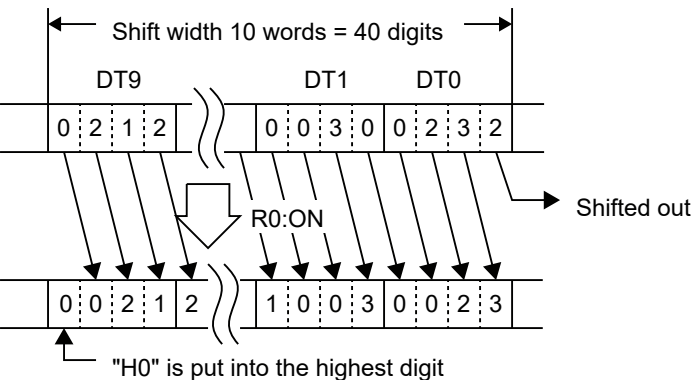 Shift width 10 words = 40 digits
DT9 DT1 DT0
0 2 1 2 0 0 3 0 0 2 3 2
Shifted out
R0:ON
0 0 2 1 2 1 0 0 3 0 0 2 3
"H0" is put into the highest digit